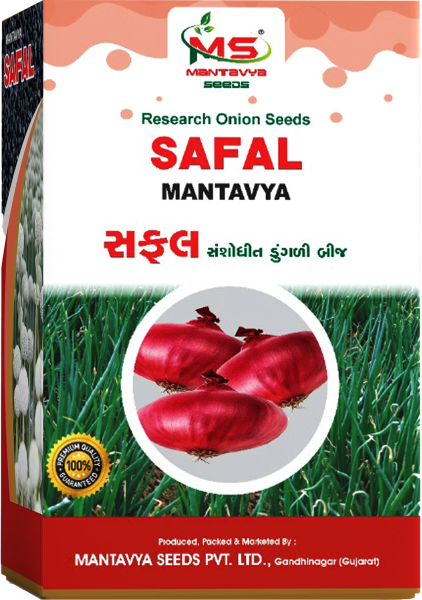 MANTAVYA
SAFAL
MS®
MANTAVYA
SEEDS
Research Onion Seeds
SAFAL
MANTAVYA
સફલ સંશોધીત ડુંગળી બીજ
PREMIUM QUALITY
100%
GUARANTEED
Produced, Packed & Marketed By :
MANTAVYA SEEDS PVT. LTD., Gandhinagar (Gujarat)